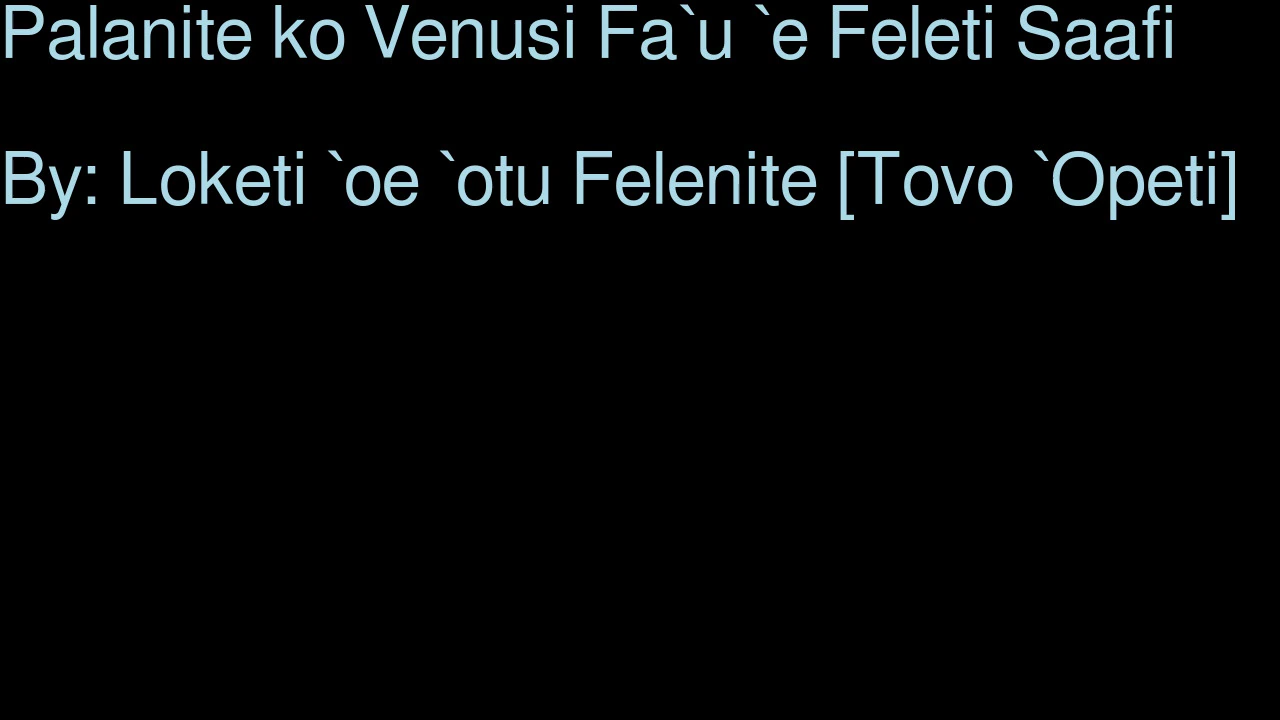 Palanite ko Venusi Fa`u `e Feleti Saafi
By: Loketi `oe `otu Felenite [Tovo `Opeti]